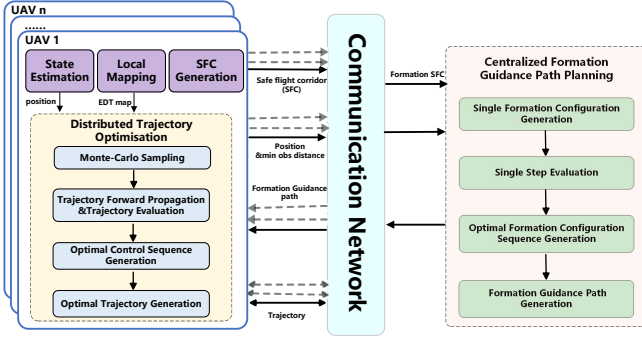 UAV n
......
UAV 1
State
Estimation
Local
Mapping
SFC
Generation
position
EDT map
Distributed Trajectory
Optimisation
Monte-Carlo Sampling
Trajectory Forward Propagation
&Trajectory Evaluation
Optimal Control Sequence
Generation
Optimal Trajectory Generation
Safe flight corridor
(SFC)
Position
&min obs distance
Formation Guidance
path
Trajectory
Communication Network
Formation SFC
Centralized Formation
Guidance Path Planning
Single Formation Configuration
Generation
Single Step Evaluation
Optimal Formation Configuration
Sequence Generation
Formation Guidance Path
Generation